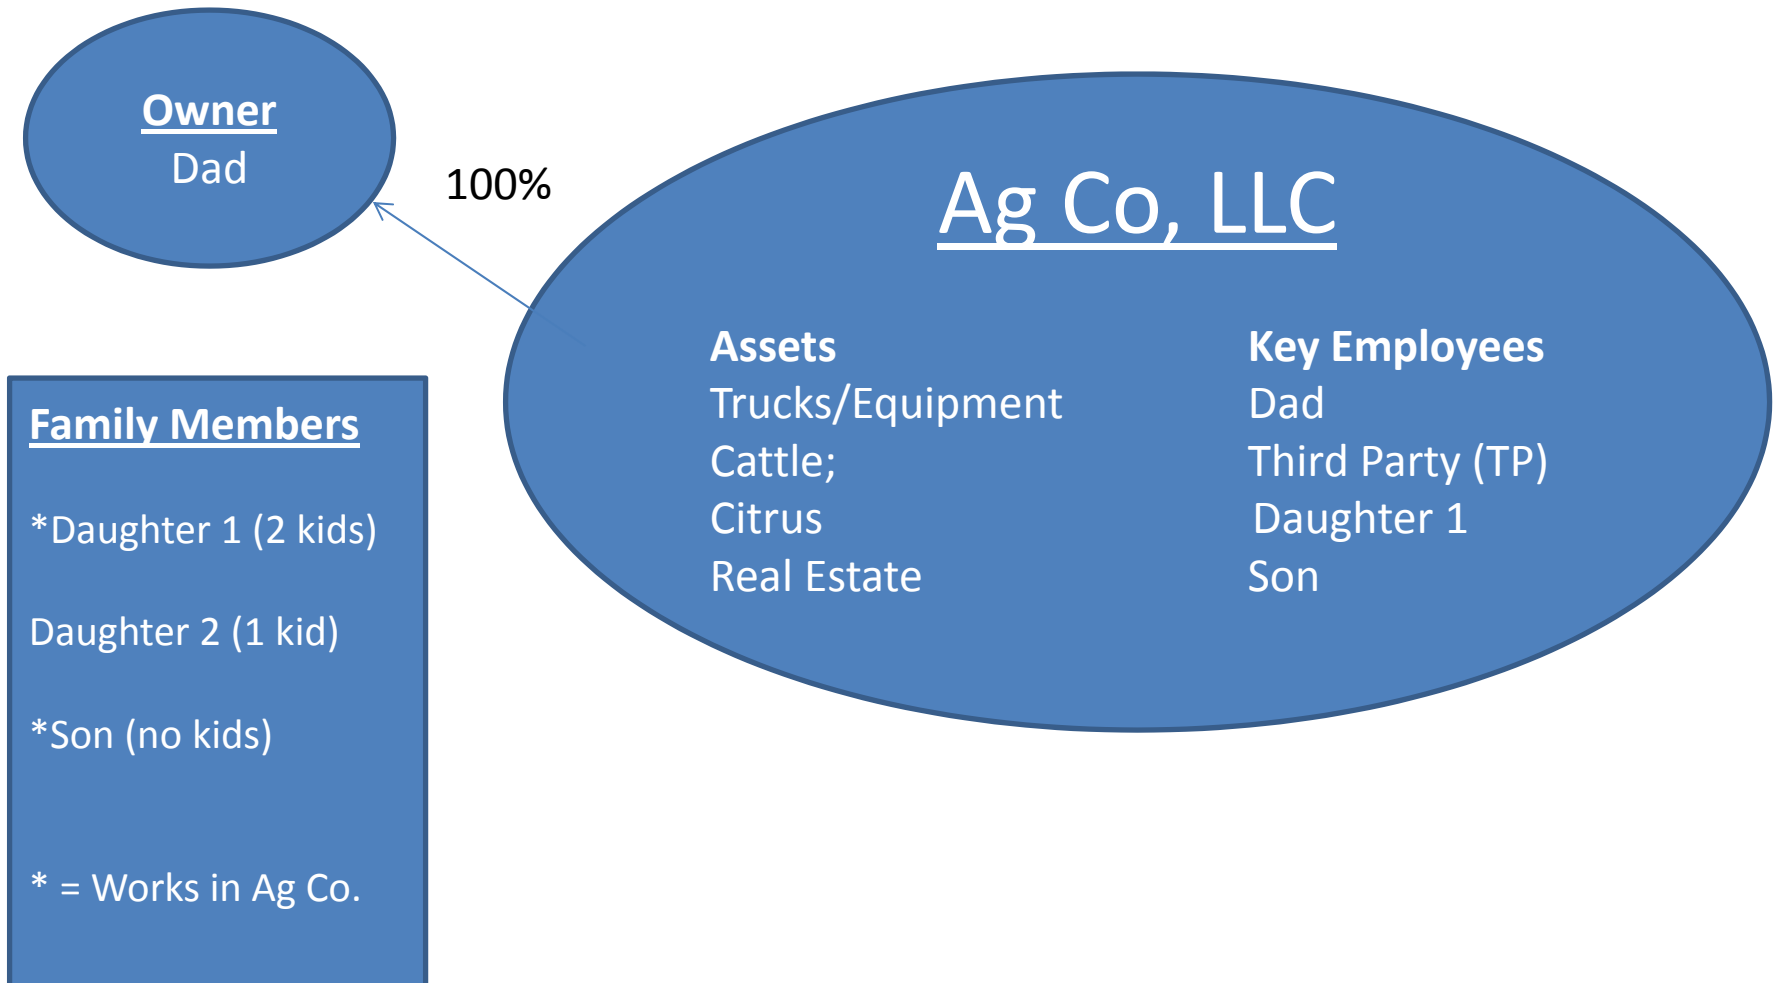 Owner
Dad
100%
Ag Co, LLC
Assets
Trucks/Equipment
Cattle;
Citrus
Real Estate
Key Employees
Dad
Third Party (TP)
Daughter 1
Son
Family Members
*Daughter 1 (2 kids)
Daughter 2 (1 kid)
*Son (no kids)
* = Works in Ag Co.